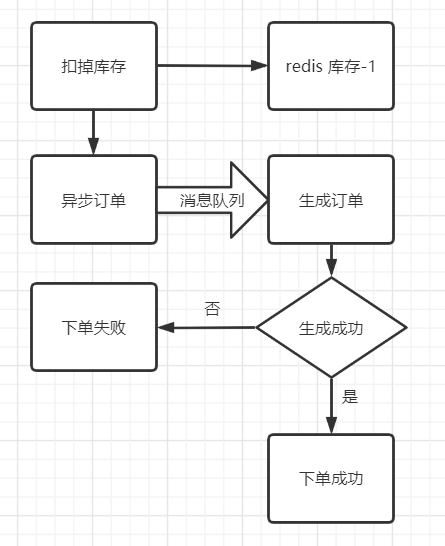 扣掉库存
redis 库存-1
异步订单
消息队列
生成订单
下单失败
否
生成成功
是
下单成功